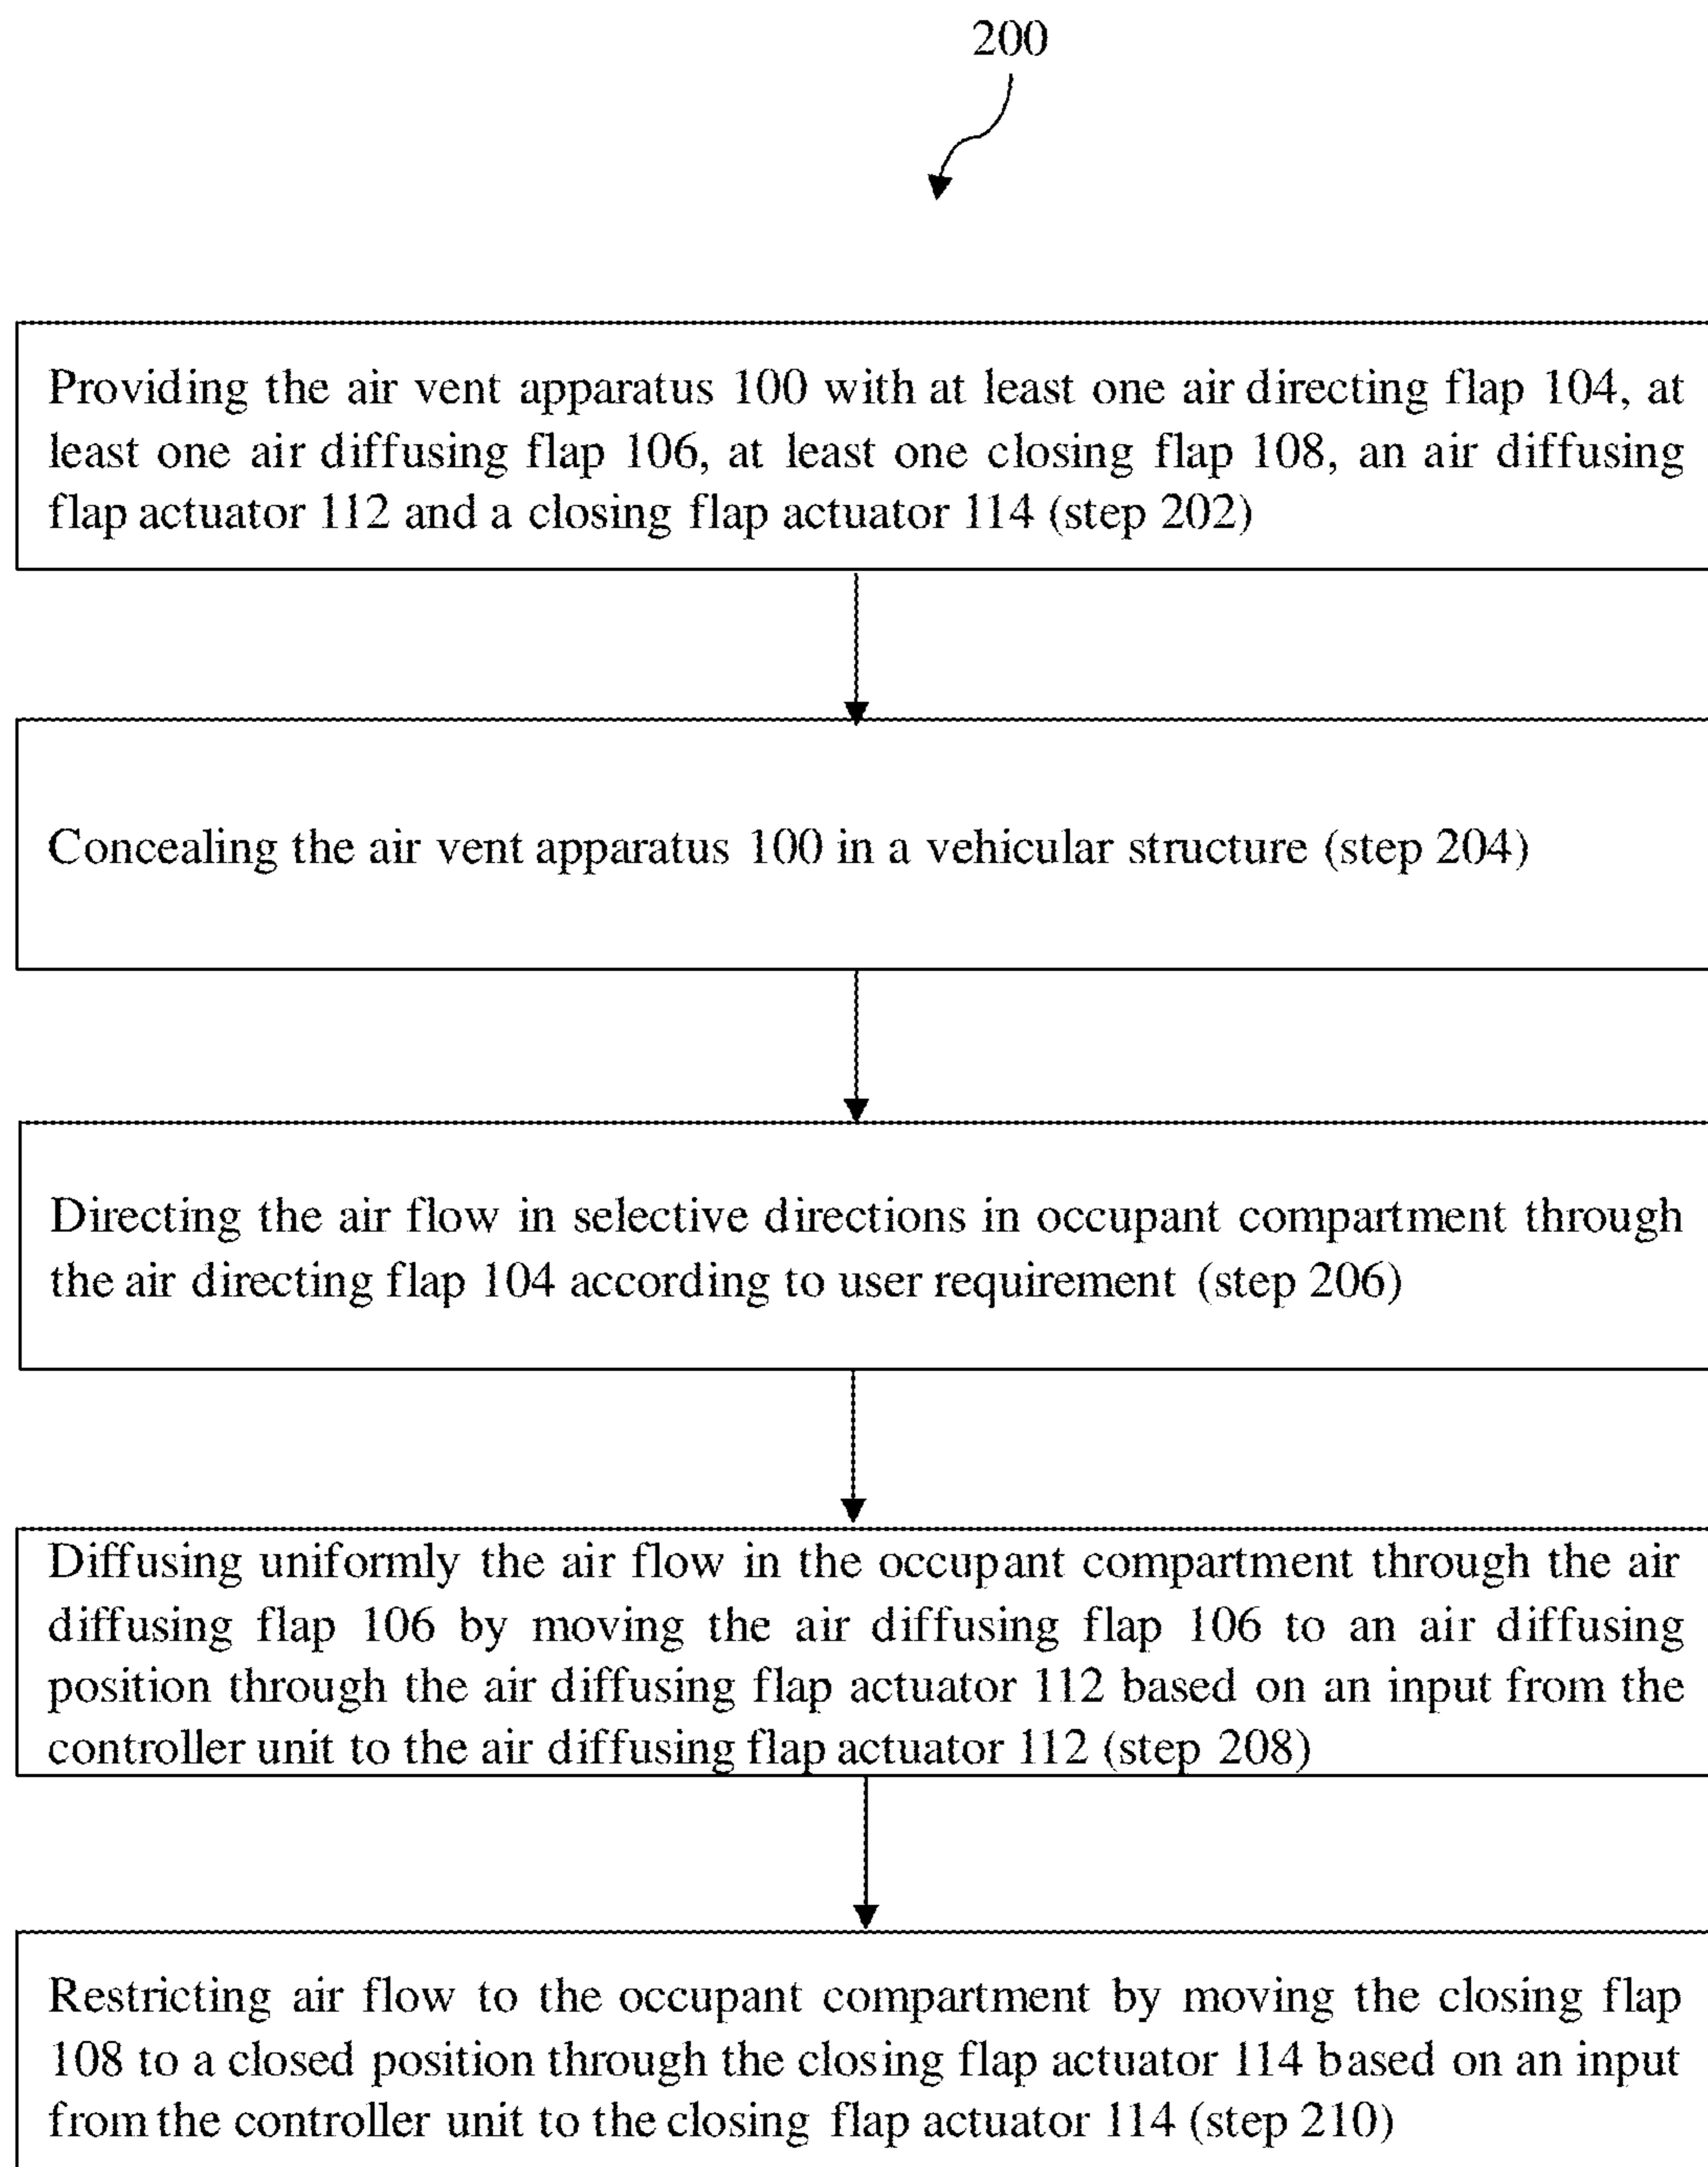 200
Providing the air vent apparatus 100 with at least one air directing flap 104, at
least one air diffusing flap 106, at least one closing flap 108, an air diffusing
flap actuator 112 and a closing flap actuator 114 (step 202)
Concealing the air vent apparatus 100 in a vehicular structure (step 204)
Directing the air flow in selective directions in occupant compartment through
the air directing flap 104 according to user requirement (step 206)
Diffusing uniformly the air flow in the occupant compartment through the air
diffusing flap 106 by moving the air diffusing flap 106 to an air diffusing
position through the air diffusing flap actuator 112 based on an input from the
controller unit to the air diffusing flap actuator 112 (step 208)
Restricting air flow to the occupant compartment by moving the closing flap
108 to a closed position through the closing flap actuator 114 based on an input
from the controller unit to the closing flap actuator 114 (step 210)